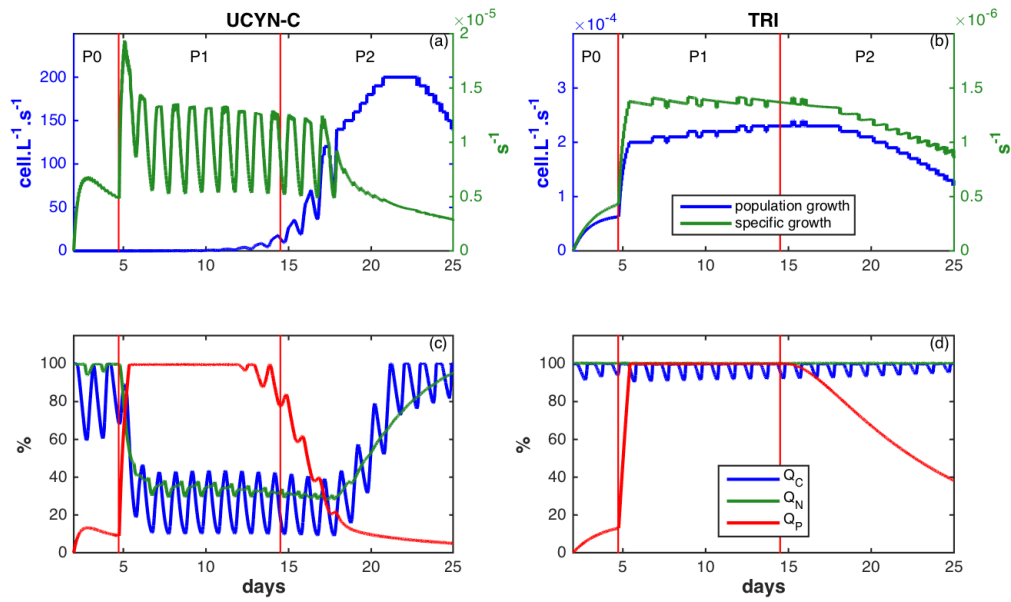 UCYN-C
×10⁻⁵
(a)
P0
P1
P2
200
150
100
50
0
2
1.5
1
0.5
0
cell.L⁻¹.s⁻¹
s⁻¹
5
10
15
20
25
TRI
×10⁻⁴
×10⁻⁶
(b)
P0
P1
P2
3
2
1
0
2
1.5
1
0.5
0
4
cell.L⁻¹.s⁻¹
s⁻¹
population growth
specific growth
5
10
15
20
25
(c)
100
80
60
40
20
0
%
5
10
15
20
25
days
(d)
100
80
60
40
20
0
%
Q_C
Q_N
Q_P
5
10
15
20
25
days